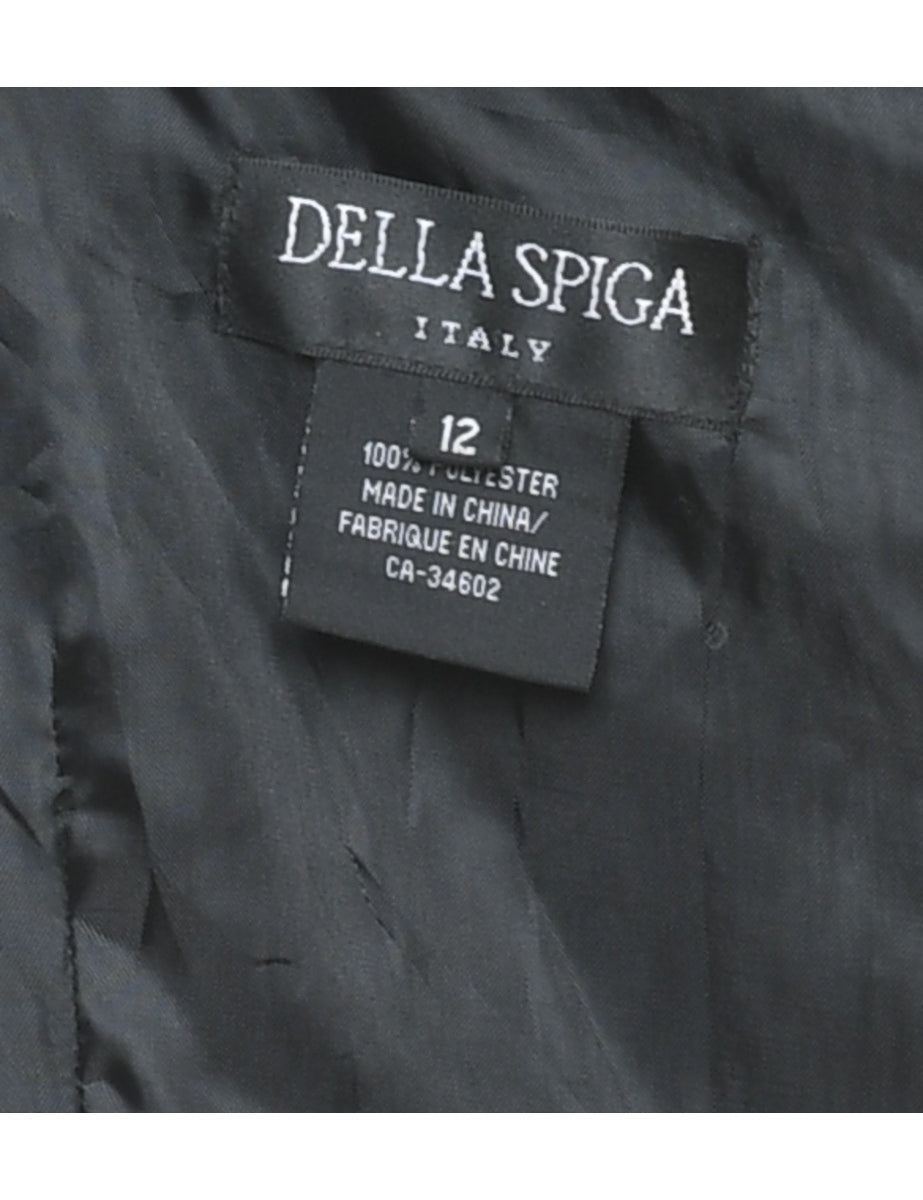 DELLA SPIGA
ITALY
12
100% POLYESTER
MADE IN CHINA/
FABRIQUE EN CHINE
CA-34602